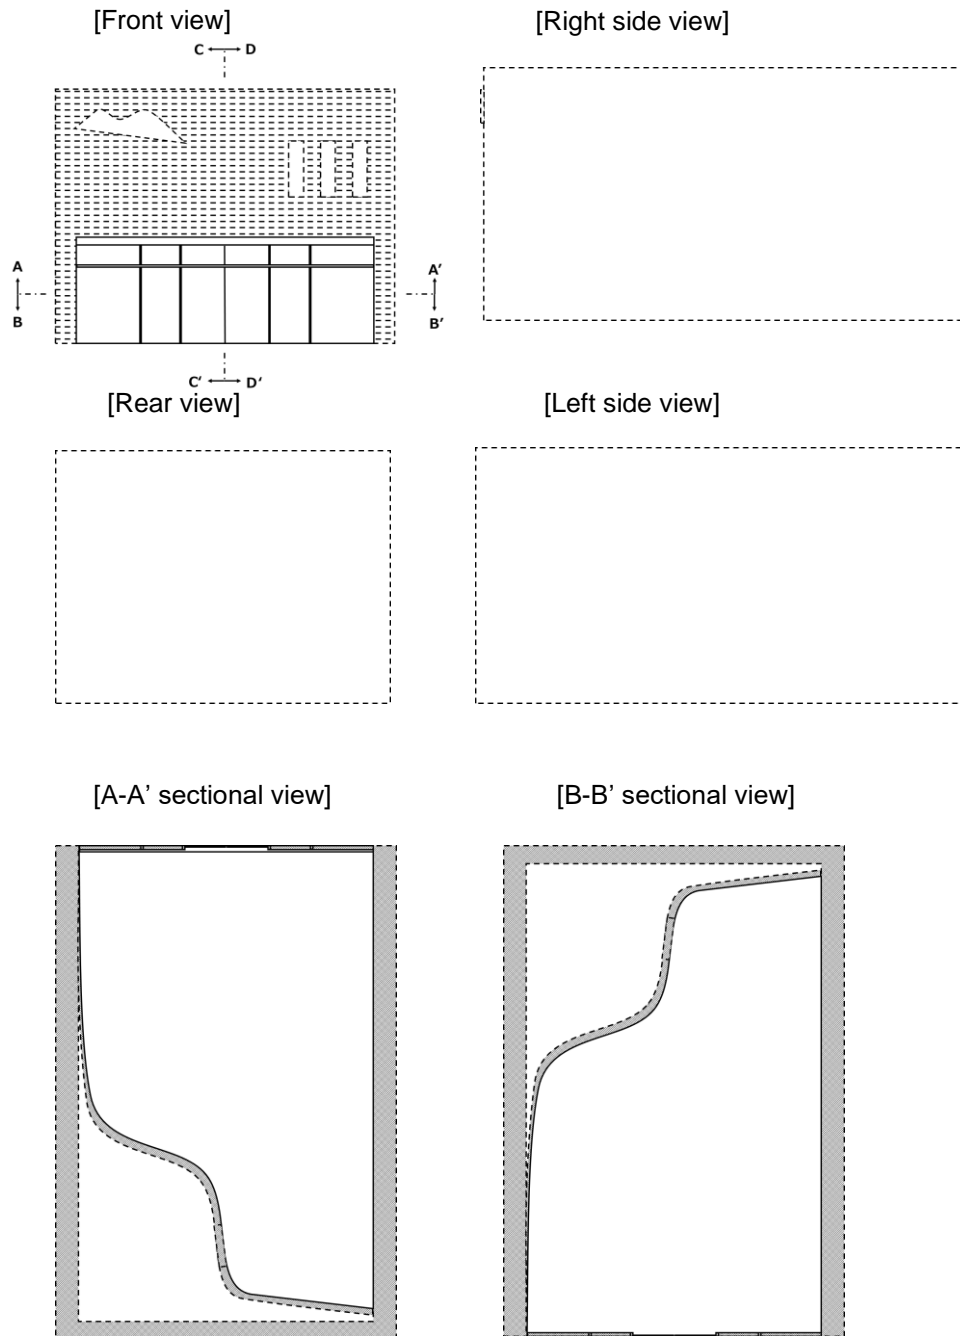 [Front view]
[Right side view]
C D
A A′
B B′
C′ D′
[Rear view]
[Left side view]
[A-A’ sectional view]
[B-B’ sectional view]